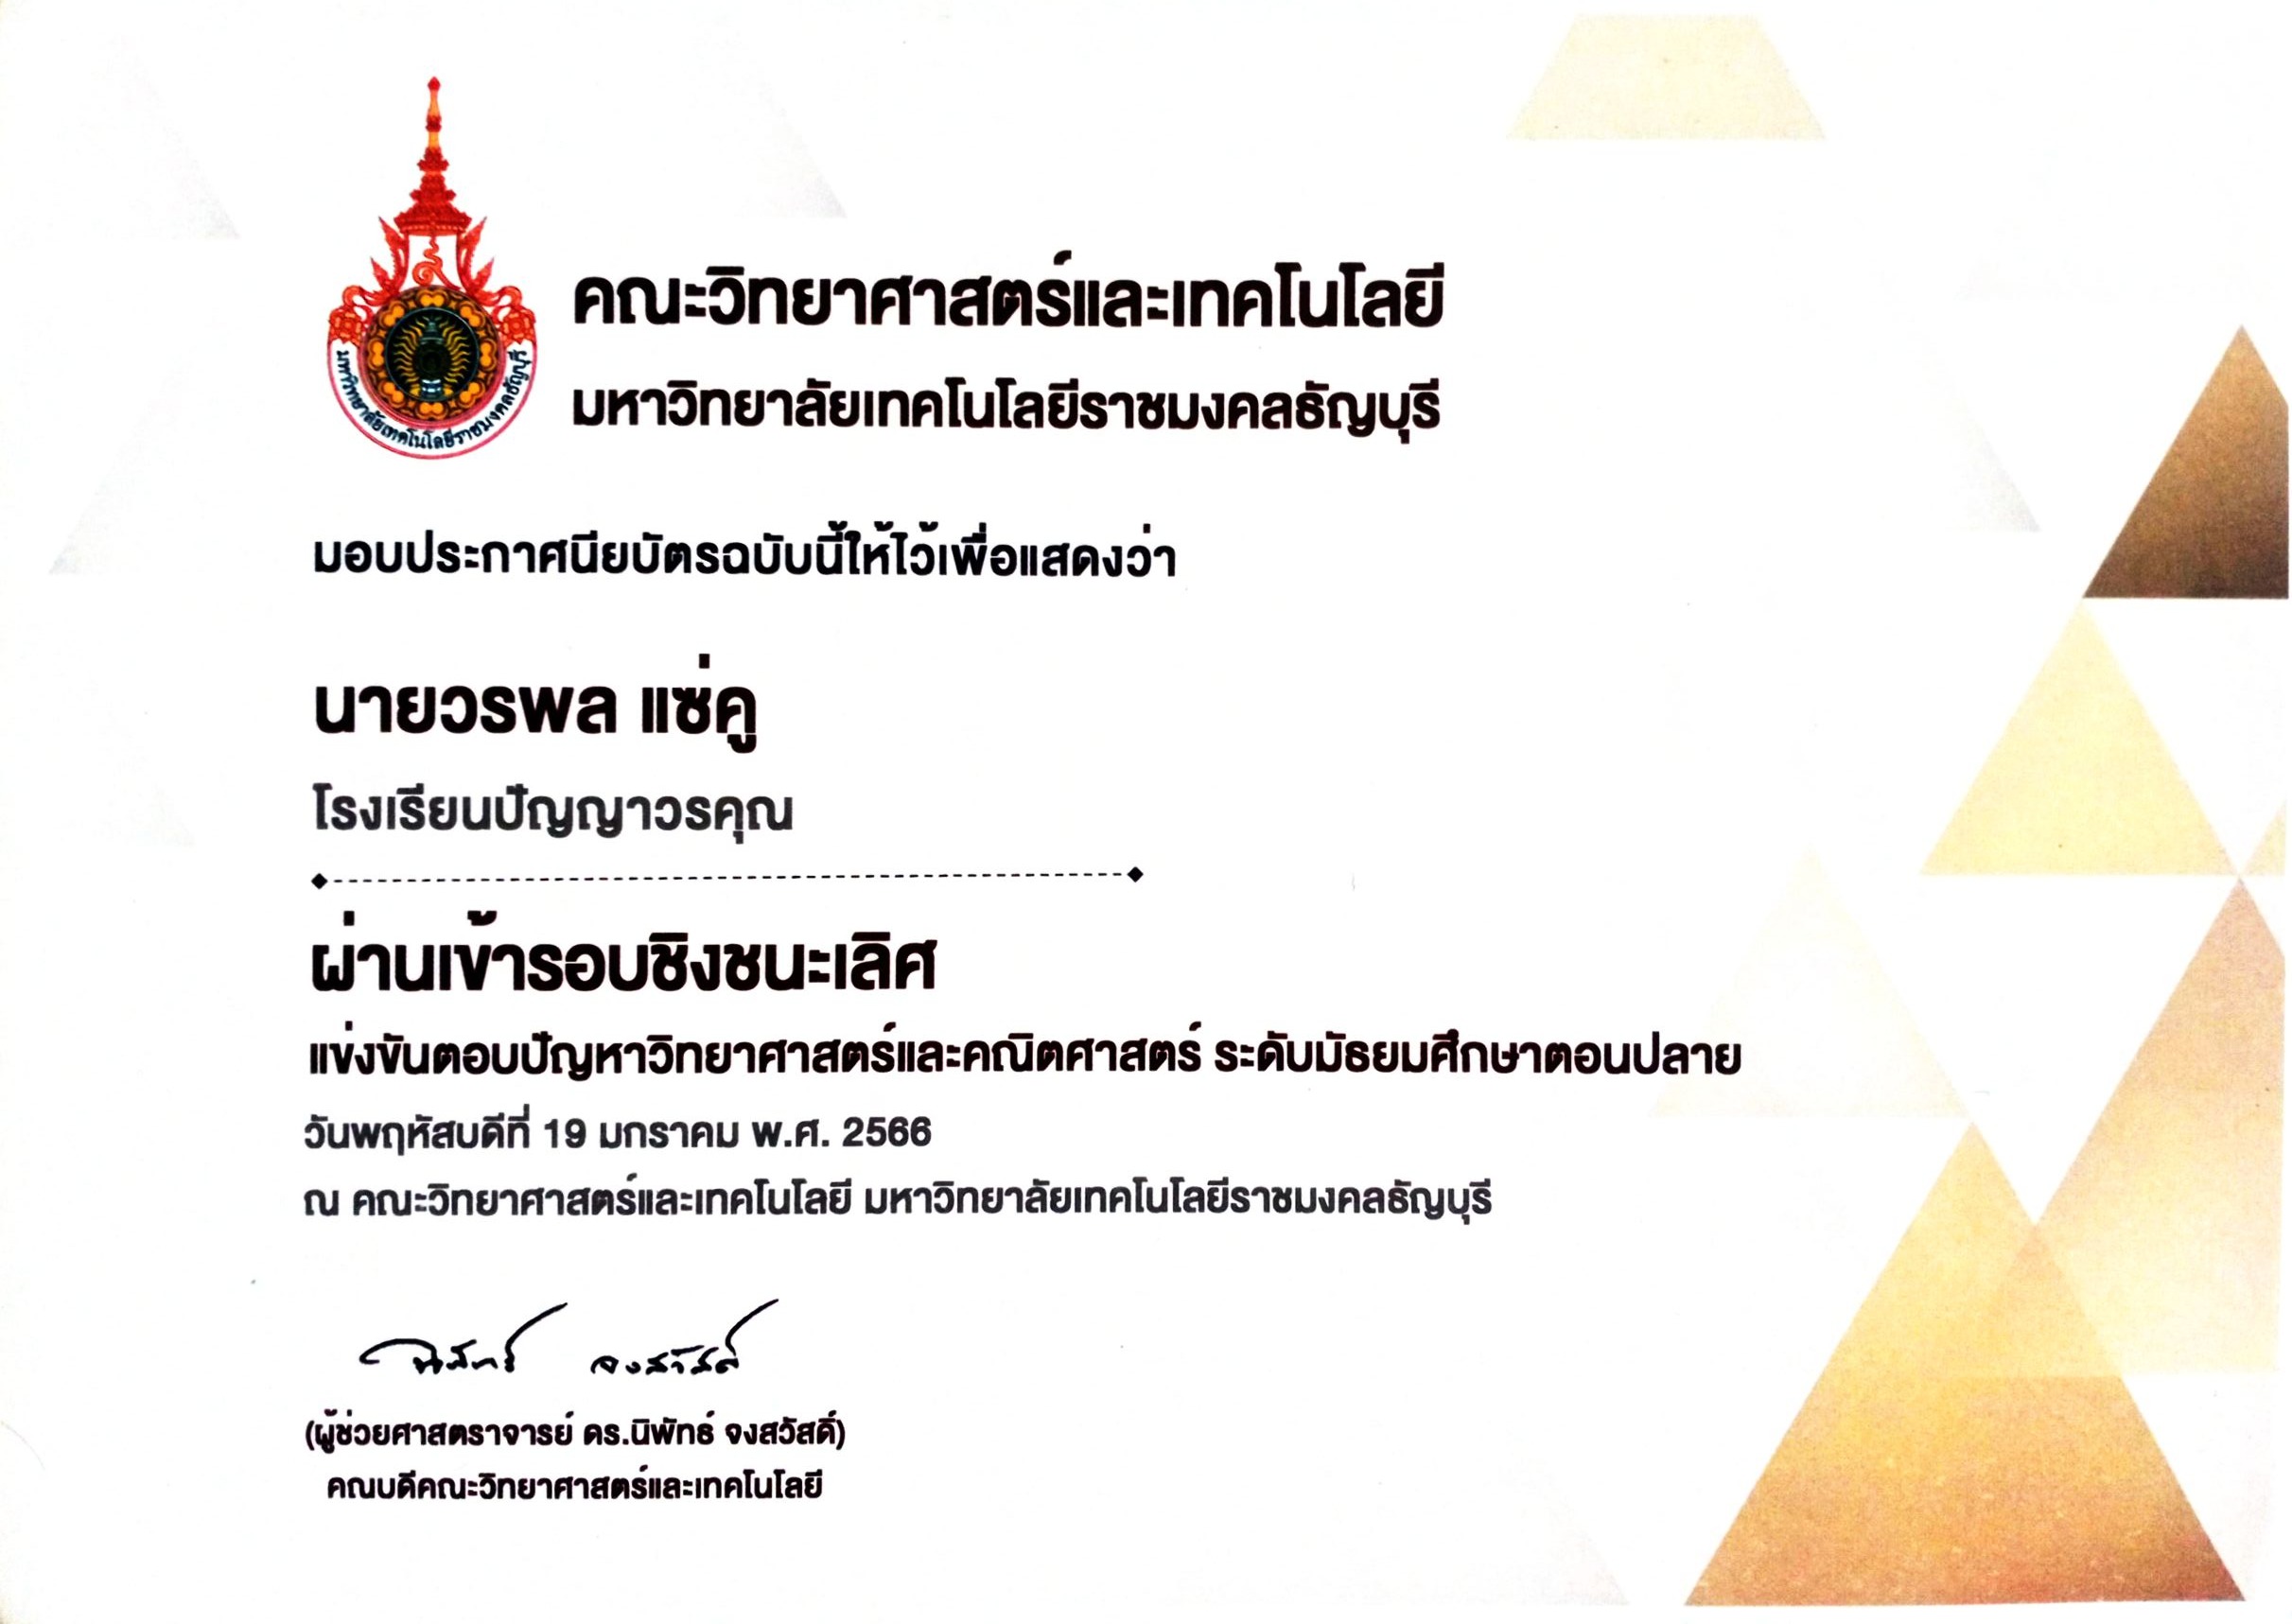 คณะวิทยาศาสตร์และเทคโนโลยี
มหาวิทยาลัยเทคโนโลยีราชมงคลธัญบุรี
มหาวิทยาลัยเทคโนโลยีราชมงคลธัญบุรี
มอบประกาศนียบัตรฉบับนี้ให้ไว้เพื่อแสดงว่า
นายวรพล แซ่คู
โรงเรียนปัญญาวรคุณ
ผ่านเข้ารอบชิงชนะเลิศ
แข่งขันตอบปัญหาวิทยาศาสตร์และคณิตศาสตร์ ระดับมัธยมศึกษาตอนปลาย
วันพฤหัสบดีที่ 19 มกราคม พ.ศ. 2566
ณ คณะวิทยาศาสตร์และเทคโนโลยี มหาวิทยาลัยเทคโนโลยีราชมงคลธัญบุรี
นิพัทธ์ จงสวัสดิ์
(ผู้ช่วยศาสตราจารย์ ดร.นิพัทธ์ จงสวัสดิ์)
คณบดีคณะวิทยาศาสตร์และเทคโนโลยี